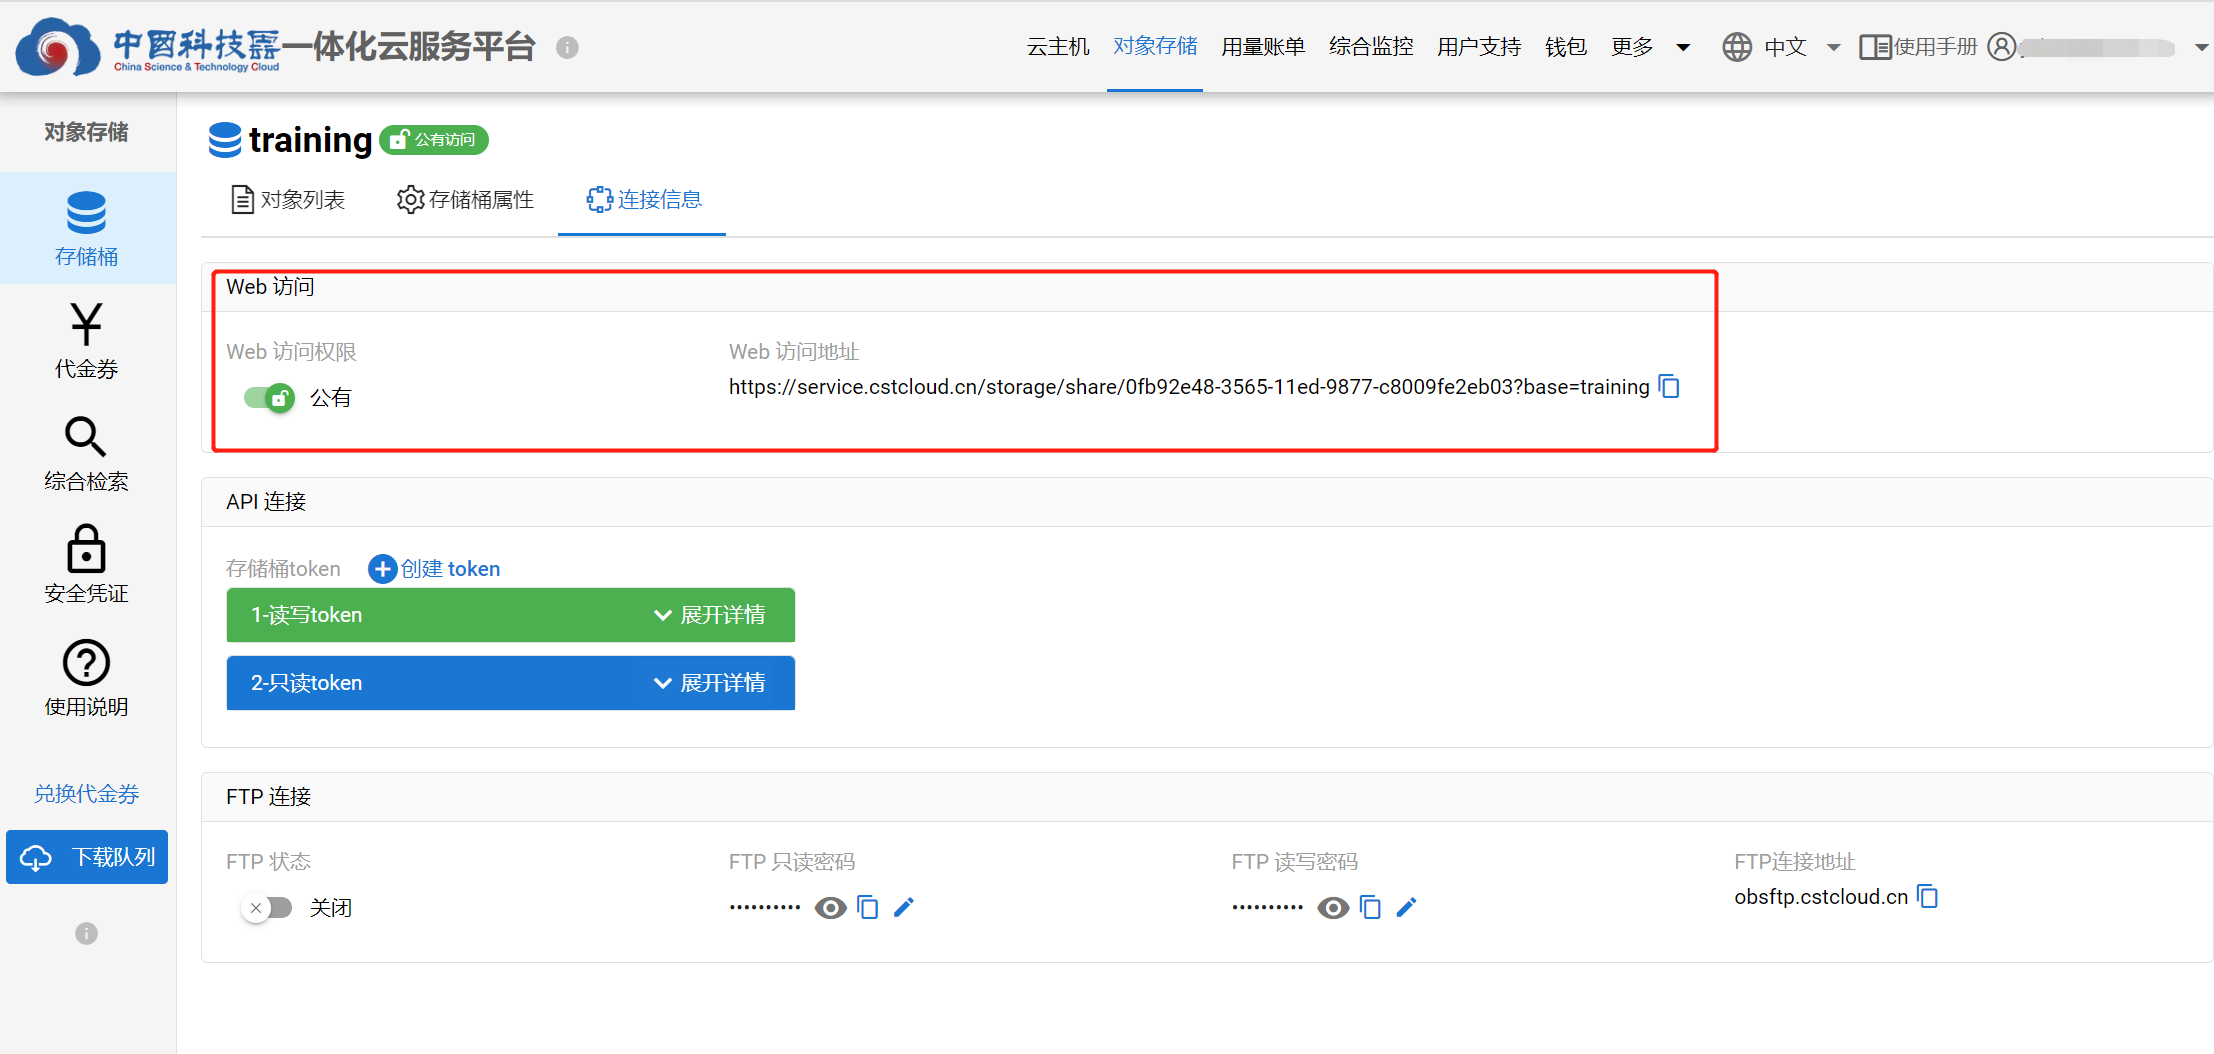 中国科技云一体化云服务平台
China Science & Technology Cloud
云主机 对象存储 用量账单 综合监控 用户支持 钱包 更多 中文 使用手册
对象存储
存储桶
代金券
综合检索
安全凭证
使用说明
兑换代金券
下载队列
training 公有访问
对象列表 存储桶属性 连接信息
Web 访问
Web 访问权限 Web 访问地址
公有 https://service.cstcloud.cn/storage/share/0fb92e48-3565-11ed-9877-c8009fe2eb03?base=training
API 连接
存储桶token 创建 token
1-读写token 展开详情
2-只读token 展开详情
FTP 连接
FTP 状态 FTP 只读密码 FTP 读写密码 FTP连接地址
关闭 •••••••••• •••••••••• obsftp.cstcloud.cn